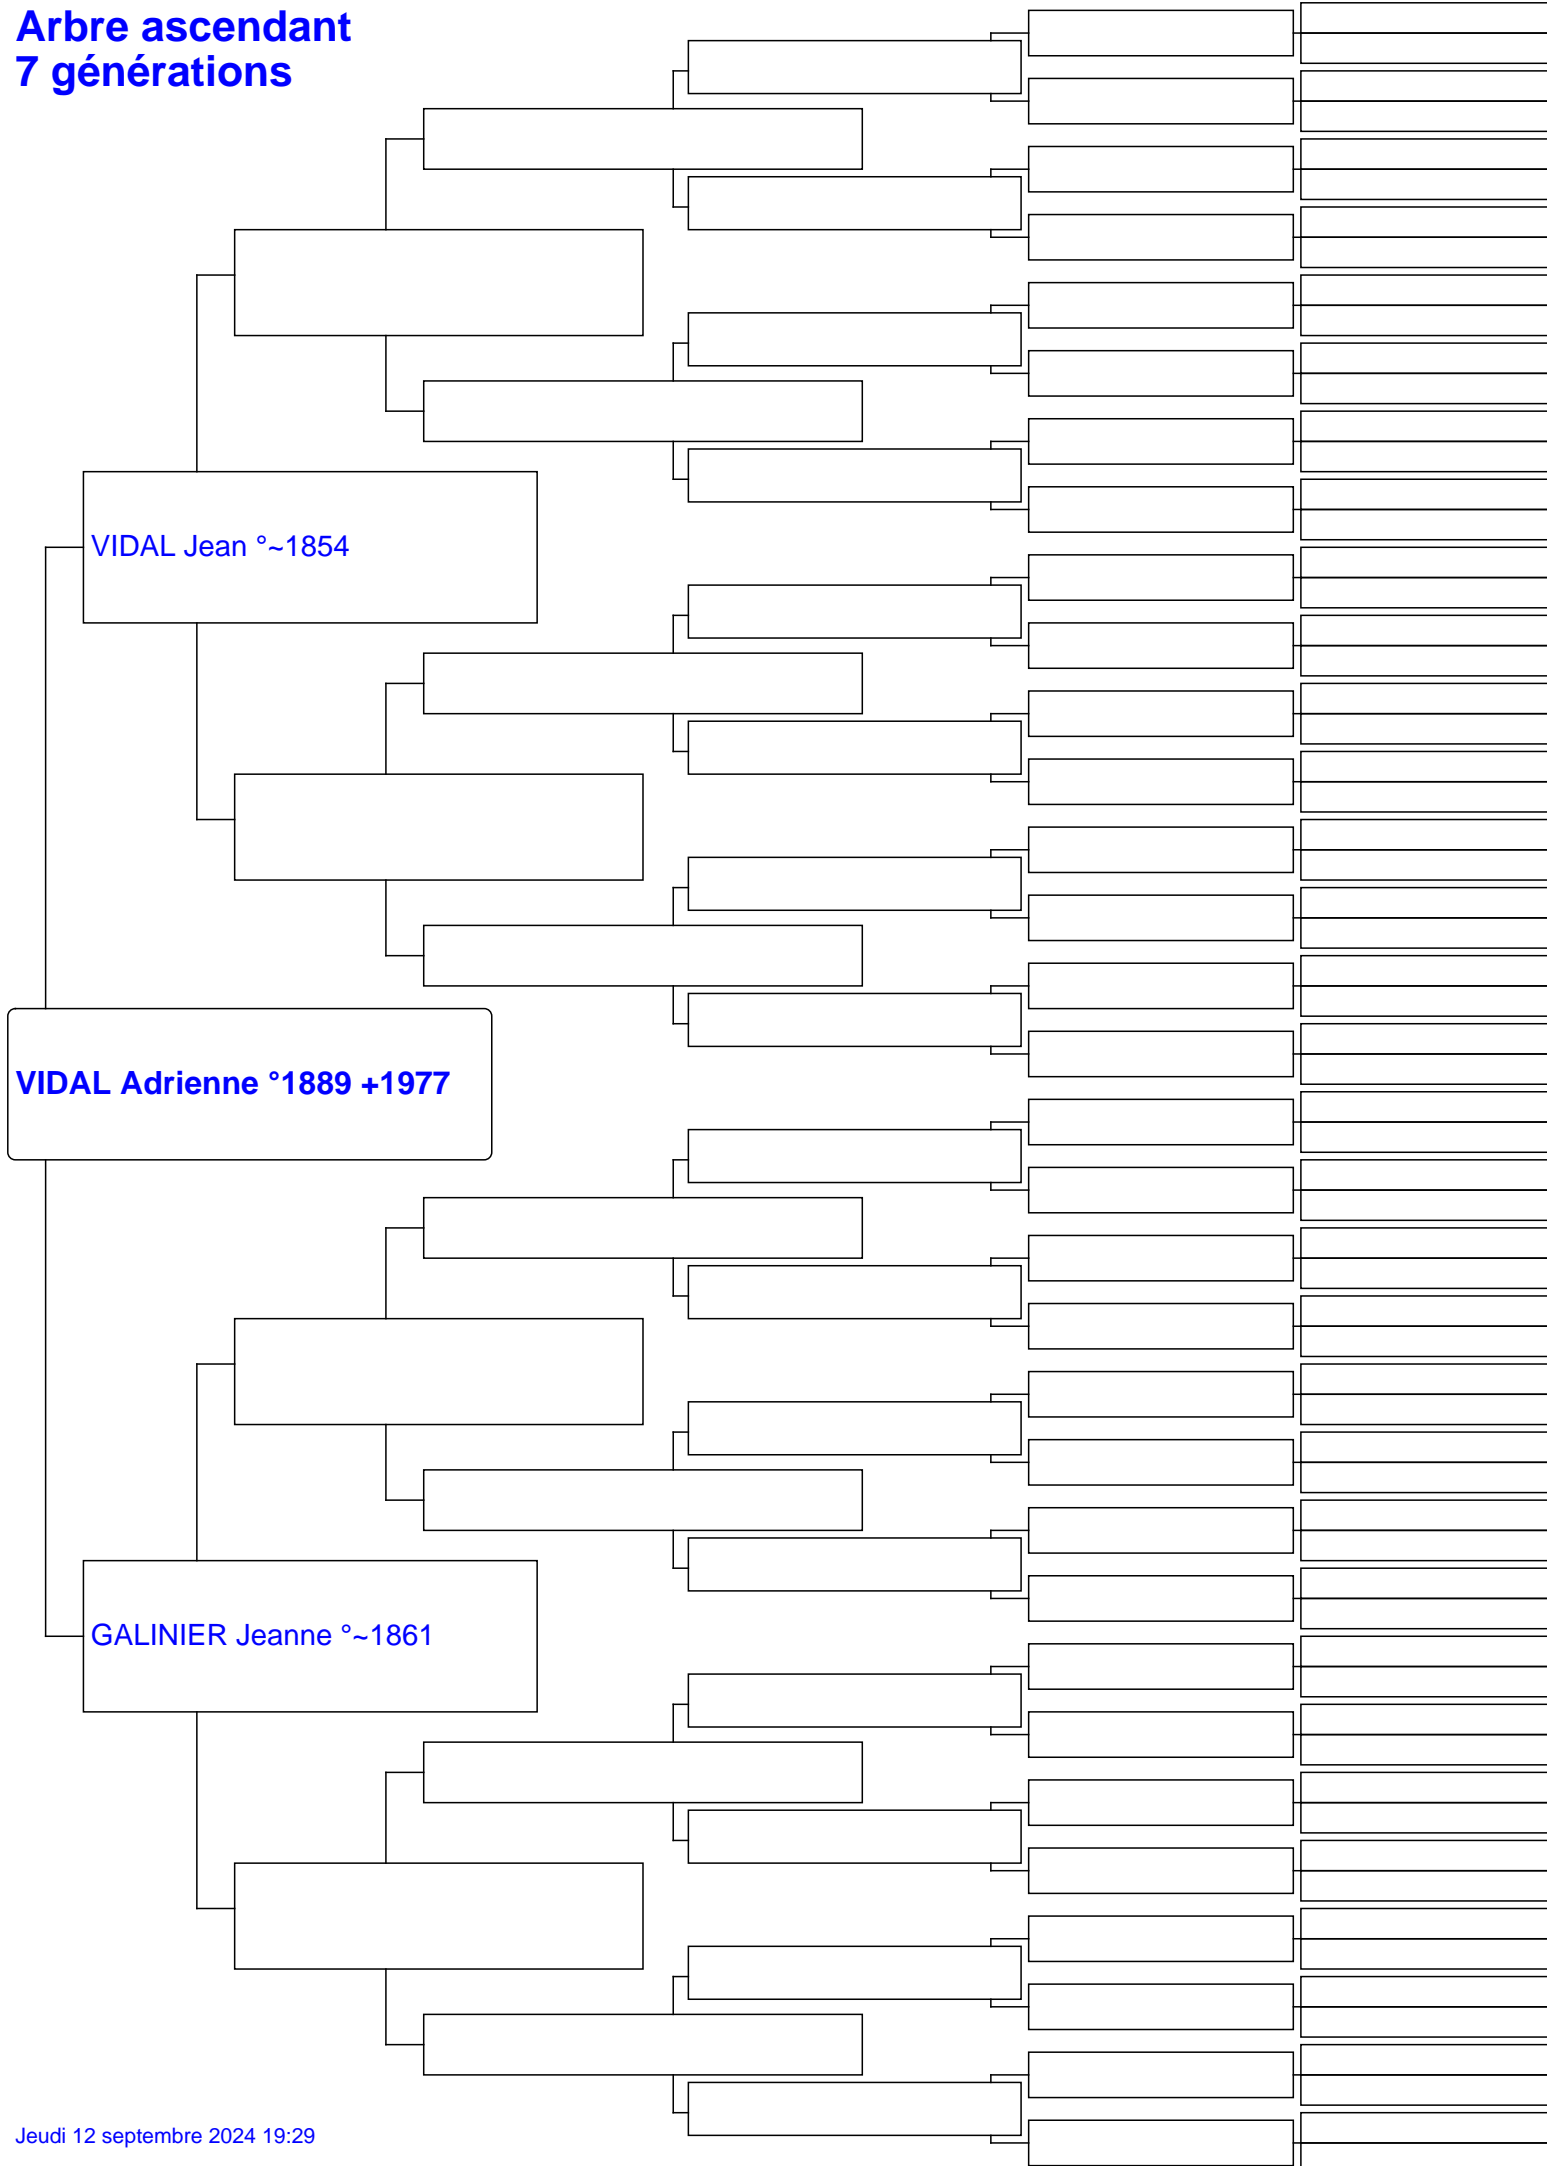 Arbre ascendant
7 générations
VIDAL Jean °~1854
VIDAL Adrienne °1889 +1977
GALINIER Jeanne °~1861
Jeudi 12 septembre 2024 19:29